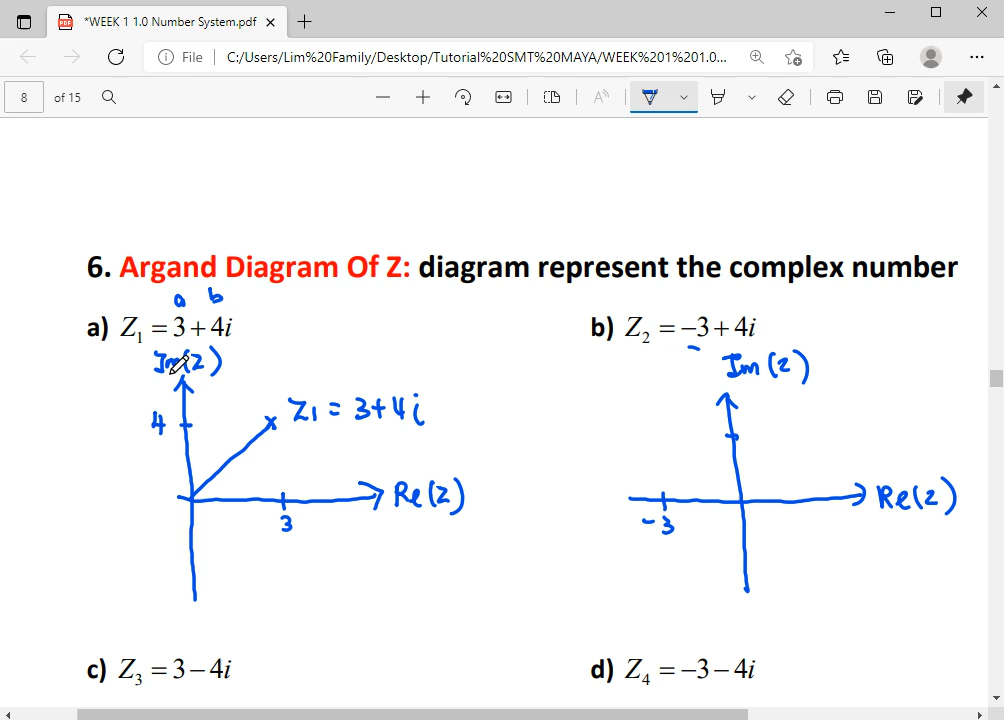 *WEEK 1 1.0 Number System.pdf
File
C:/Users/Lim%20Family/Desktop/Tutorial%20SMT%20MAYA/WEEK%201%201.0...
8 of 15
6. Argand Diagram Of Z: diagram represent the complex number
a b
a) Z₁ = 3 + 4i
Im(z)
4
Z1 = 3+4i
Re(z)
3
b) Z₂ = −3 + 4i
Im(z)
Re(z)
-3
c) Z₃ = 3 − 4i
d) Z₄ = −3 − 4i